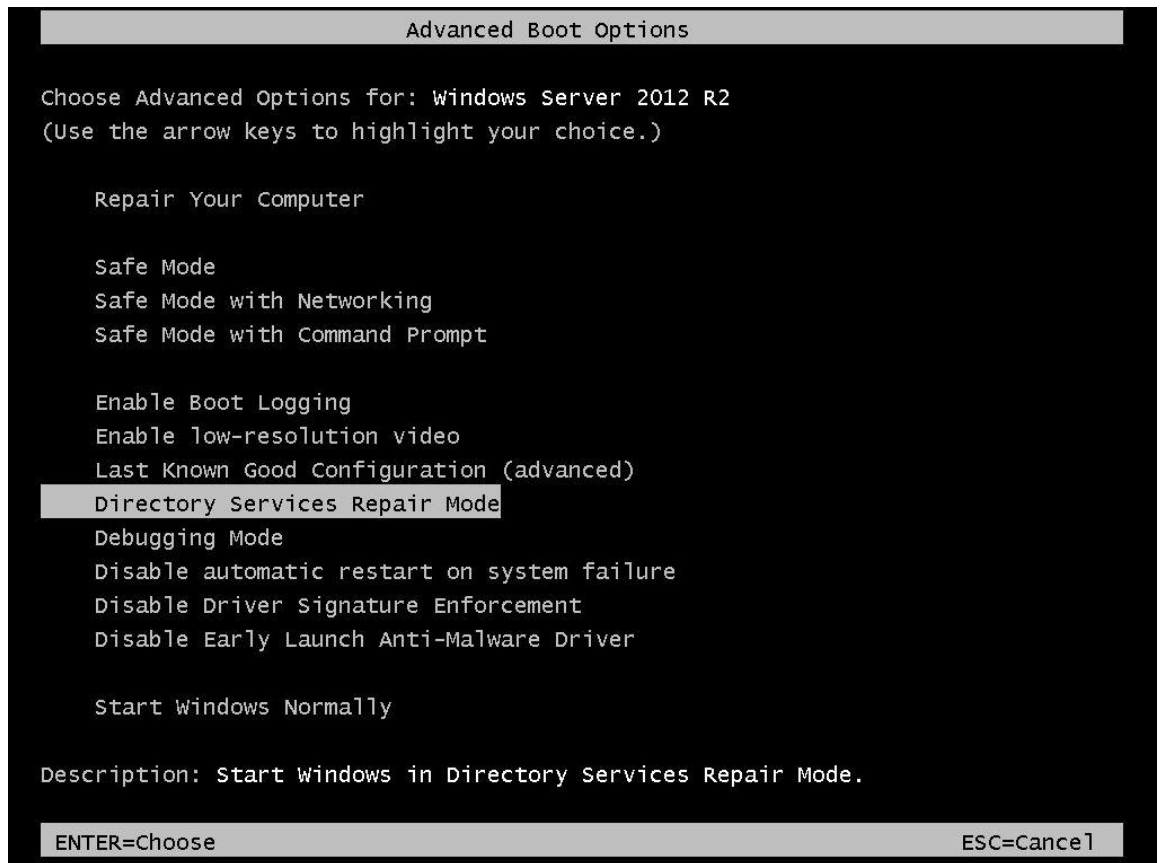 Advanced Boot Options
Choose Advanced Options for: Windows Server 2012 R2
(Use the arrow keys to highlight your choice.)
Repair Your Computer
Safe Mode
Safe Mode with Networking
Safe Mode with Command Prompt
Enable Boot Logging
Enable low-resolution video
Last Known Good Configuration (advanced)
Directory Services Repair Mode
Debugging Mode
Disable automatic restart on system failure
Disable Driver Signature Enforcement
Disable Early Launch Anti-Malware Driver
Start Windows Normally
Description: Start Windows in Directory Services Repair Mode.
ENTER=Choose ESC=Cancel